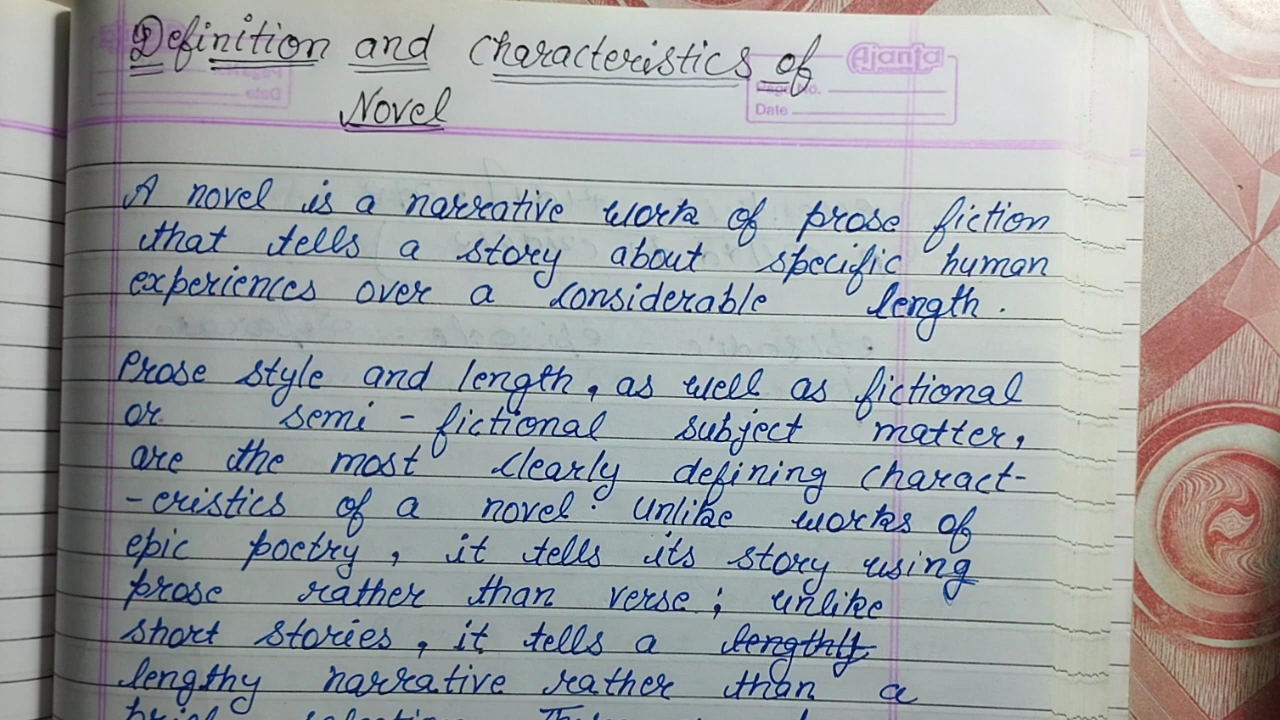 Definition and characteristics of
Novel
Ajanta
Page No.
Date
A novel is a narrative work of prose fiction
that tells a story about specific human
experiences over a considerable length.
Prose style and length, as well as fictional
or semi-fictional subject matter,
are the most clearly defining charact-
-eristics of a novel. Unlike works of
epic poetry, it tells its story using
prose rather than verse; unlike
short stories, it tells a lengthly
lengthy narrative rather than a